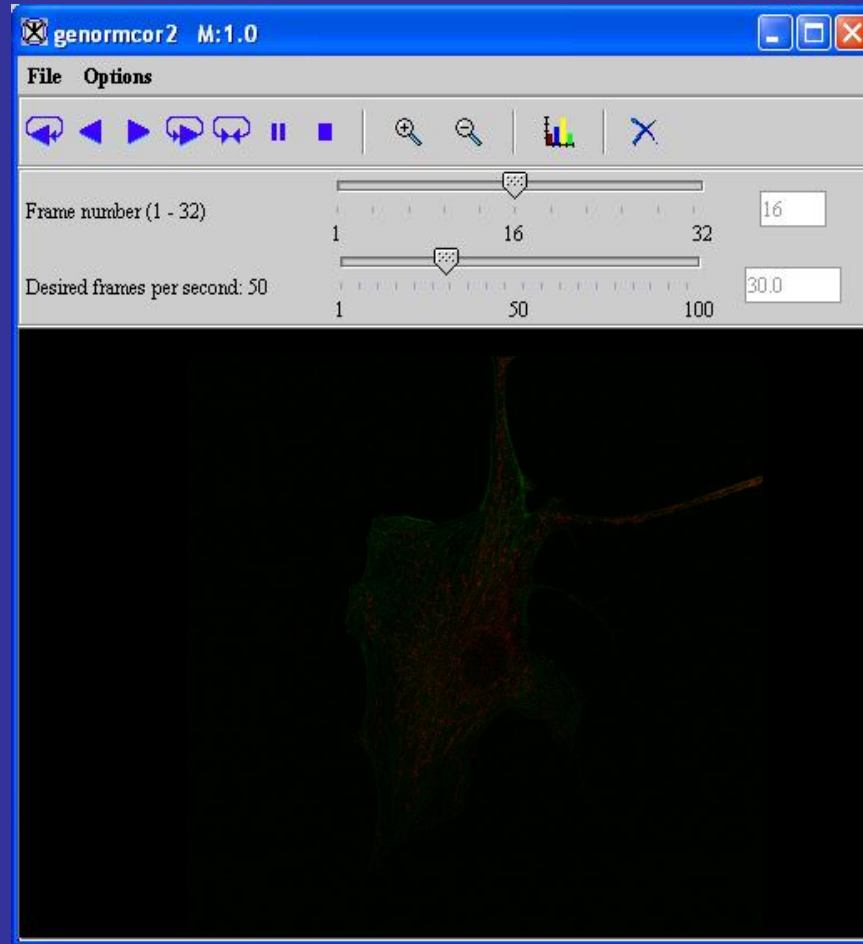 genormcor2 M:1.0
File Options
Frame number (1 - 32)
16
1 16 32
Desired frames per second: 50
30.0
1 50 100